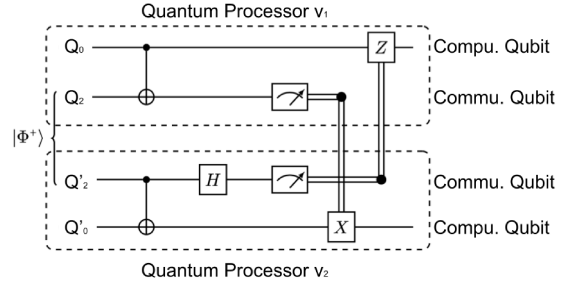 Quantum Processor v₁
Q₀ Z Compu. Qubit
Q₂ Commu. Qubit
|Φ⁺⟩
Q'₂ H Commu. Qubit
Q'₀ X Compu. Qubit
Quantum Processor v₂